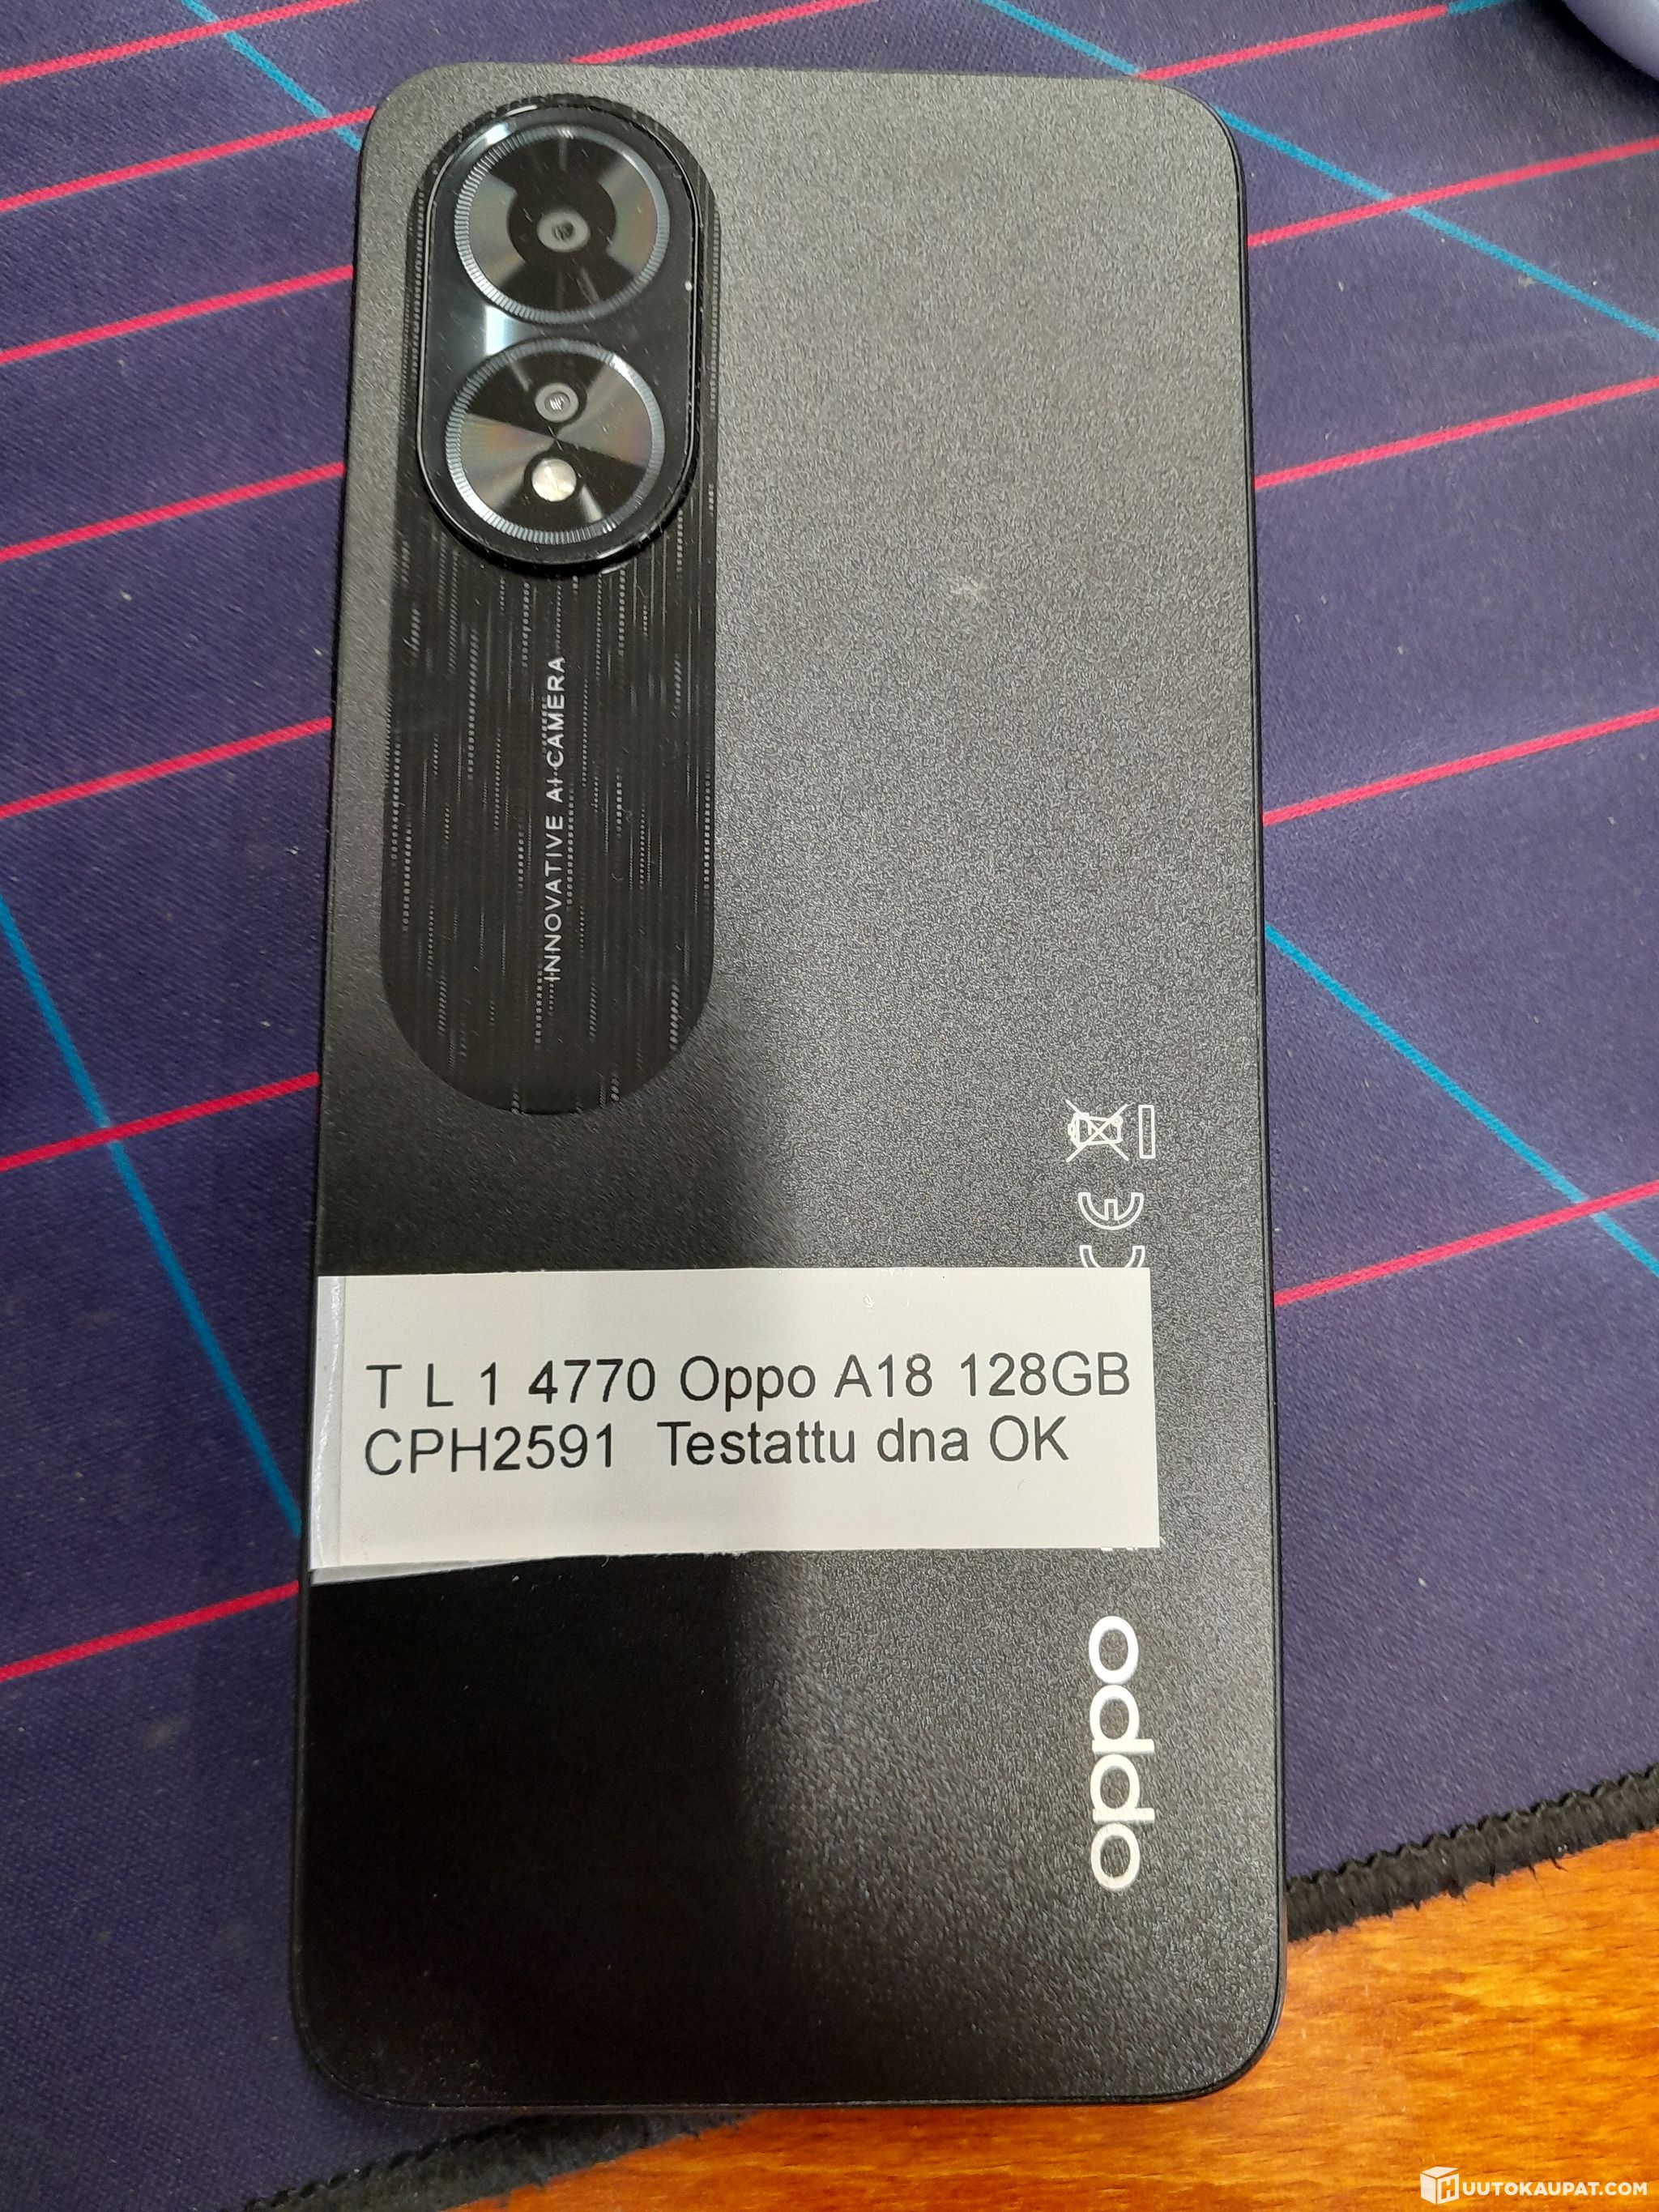 INNOVATIVE AI CAMERA
T L 1 4770 Oppo A18 128GB
CPH2591 Testattu dna OK
oppo
HUUTOKAUPAT.COM